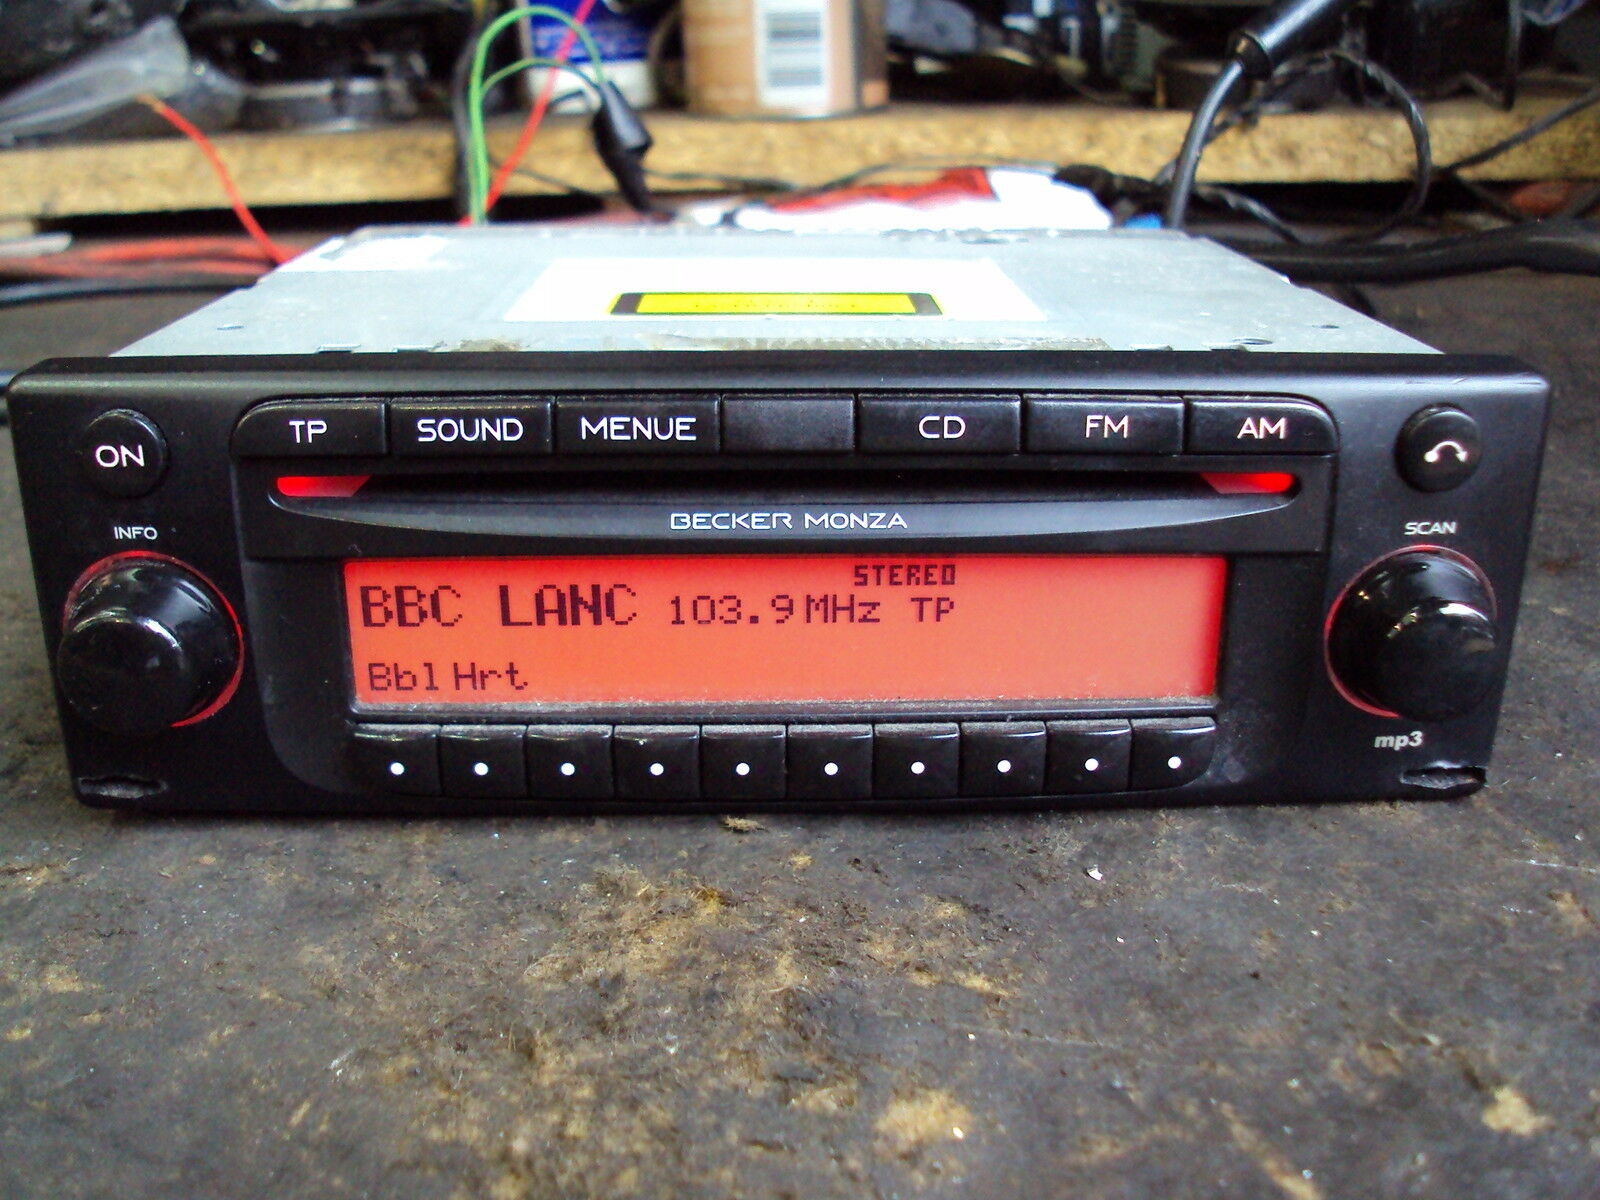 TP SOUND MENUE CD FM AM
ON
INFO
BECKER MONZA
SCAN
STEREO
BBC LANC 103.9 MHz TP
Bbl Hrt
mp3